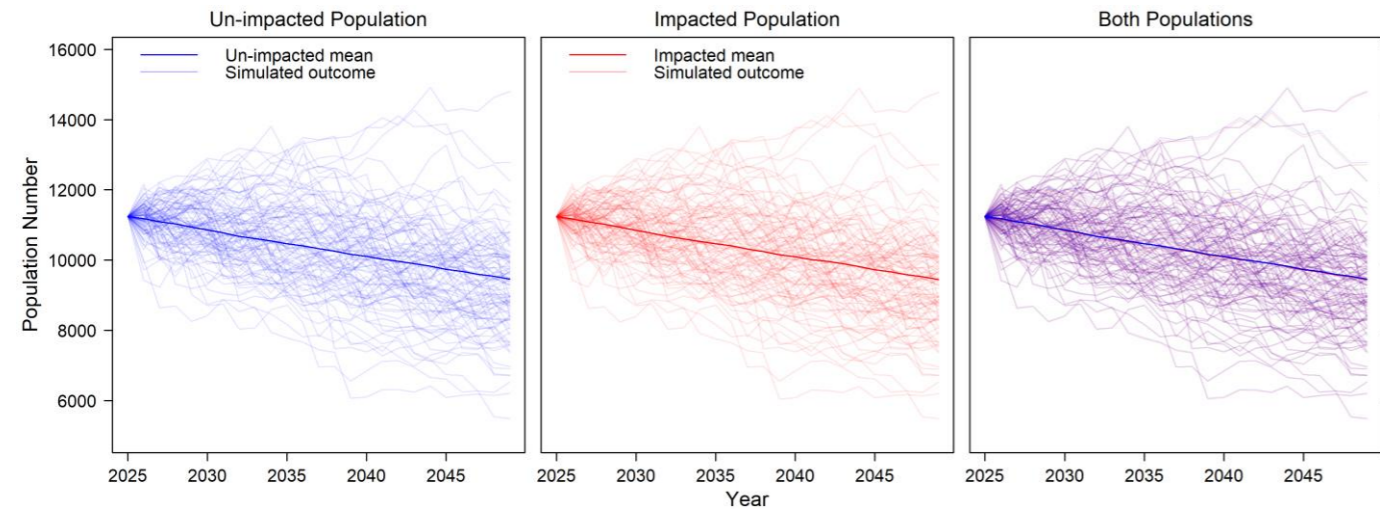 Un-impacted Population
Impacted Population
Both Populations
Un-impacted mean
Simulated outcome
Impacted mean
Simulated outcome
Population Number
16000
14000
12000
10000
8000
6000
2025 2030 2035 2040 2045
2025 2030 2035 2040 2045
2025 2030 2035 2040 2045
Year